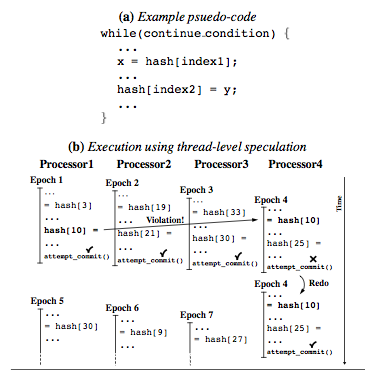 (a) Example psuedo-code
while(continue_condition) {
...
x = hash[index1];
...
hash[index2] = y;
...
}
(b) Execution using thread-level speculation
Processor1 Processor2 Processor3 Processor4
Epoch 1
...
= hash[3]
...
hash[10] =
...
attempt_commit()
Epoch 2
...
= hash[19]
...
hash[21] =
...
attempt_commit()
Epoch 3
...
= hash[33]
...
hash[30] =
...
attempt_commit()
Violation!
Epoch 4
...
= hash[10]
...
hash[25] =
...
attempt_commit()
Redo
Epoch 4
...
= hash[10]
...
hash[25] =
...
attempt_commit()
Epoch 5
...
= hash[30]
...
Epoch 6
...
= hash[9]
...
Epoch 7
...
= hash[27]
Time